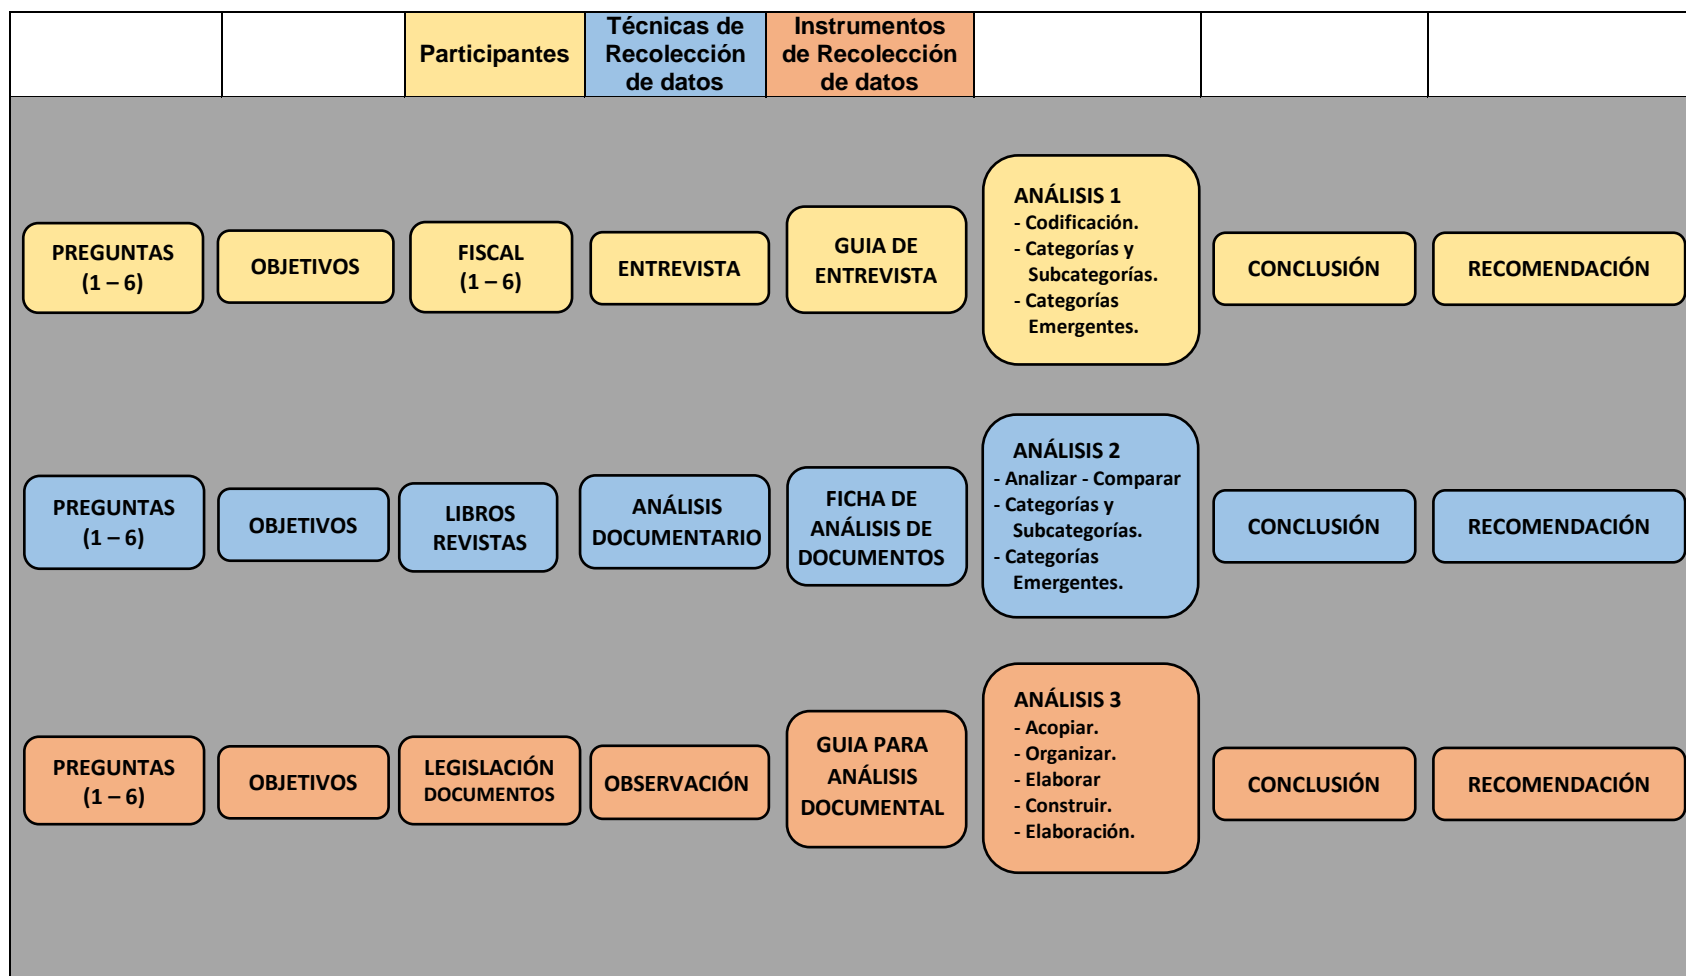 Participantes
Técnicas de
Recolección
de datos
Instrumentos
de Recolección
de datos
PREGUNTAS
(1 – 6)
OBJETIVOS
FISCAL
(1 – 6)
ENTREVISTA
GUIA DE
ENTREVISTA
ANÁLISIS 1
- Codificación.
- Categorías y
Subcategorías.
- Categorías
Emergentes.
CONCLUSIÓN
RECOMENDACIÓN
PREGUNTAS
(1 – 6)
OBJETIVOS
LIBROS
REVISTAS
ANÁLISIS
DOCUMENTARIO
FICHA DE
ANÁLISIS DE
DOCUMENTOS
ANÁLISIS 2
- Analizar - Comparar
- Categorías y
Subcategorías.
- Categorías
Emergentes.
CONCLUSIÓN
RECOMENDACIÓN
PREGUNTAS
(1 – 6)
OBJETIVOS
LEGISLACIÓN
DOCUMENTOS
OBSERVACIÓN
GUIA PARA
ANÁLISIS
DOCUMENTAL
ANÁLISIS 3
- Acopiar.
- Organizar.
- Elaborar
- Construir.
- Elaboración.
CONCLUSIÓN
RECOMENDACIÓN